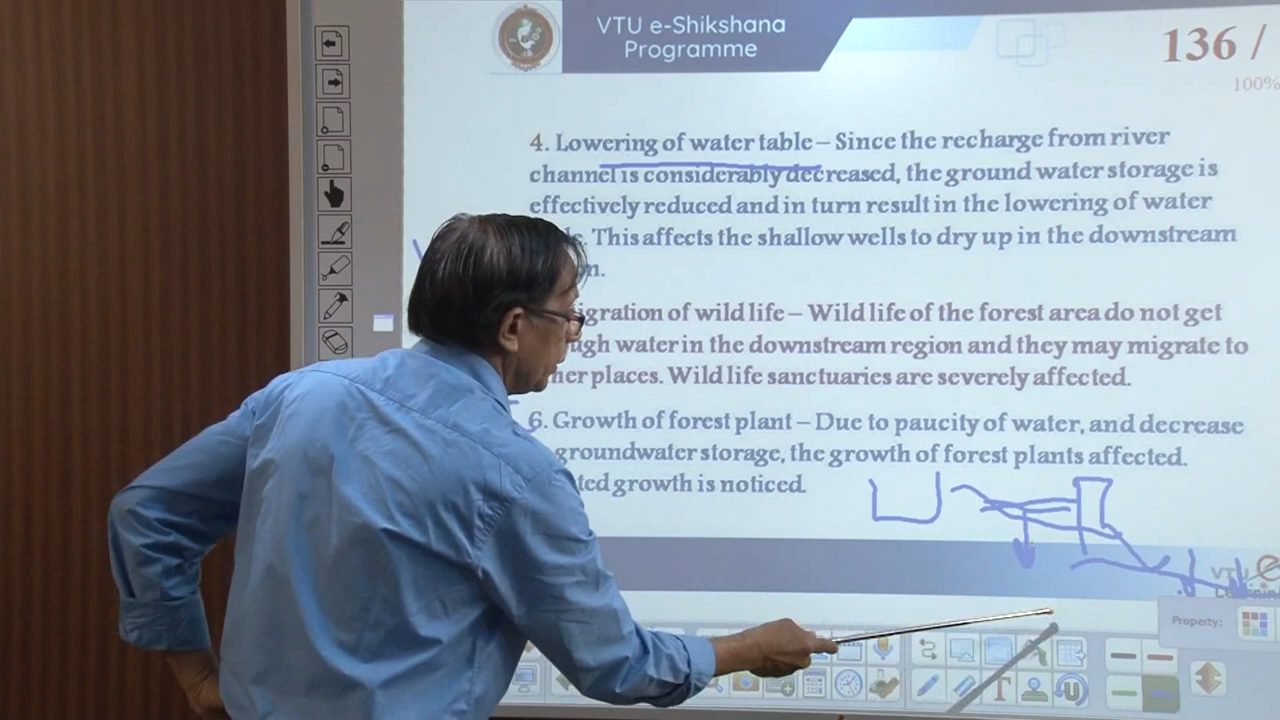 VTU e-Shikshana
Programme
136 /
100%
4. Lowering of water table – Since the recharge from river
channel is considerably decreased, the ground water storage is
effectively reduced and in turn result in the lowering of water
This affects the shallow wells to dry up in the downstream
of wild life – Wild life of the forest area do not get
water in the downstream region and they may migrate to
places. Wild life sanctuaries are severely affected.
6. Growth of forest plant – Due to paucity of water, and decrease
groundwater storage, the growth of forest plants affected.
growth is noticed.
VTU
Property: